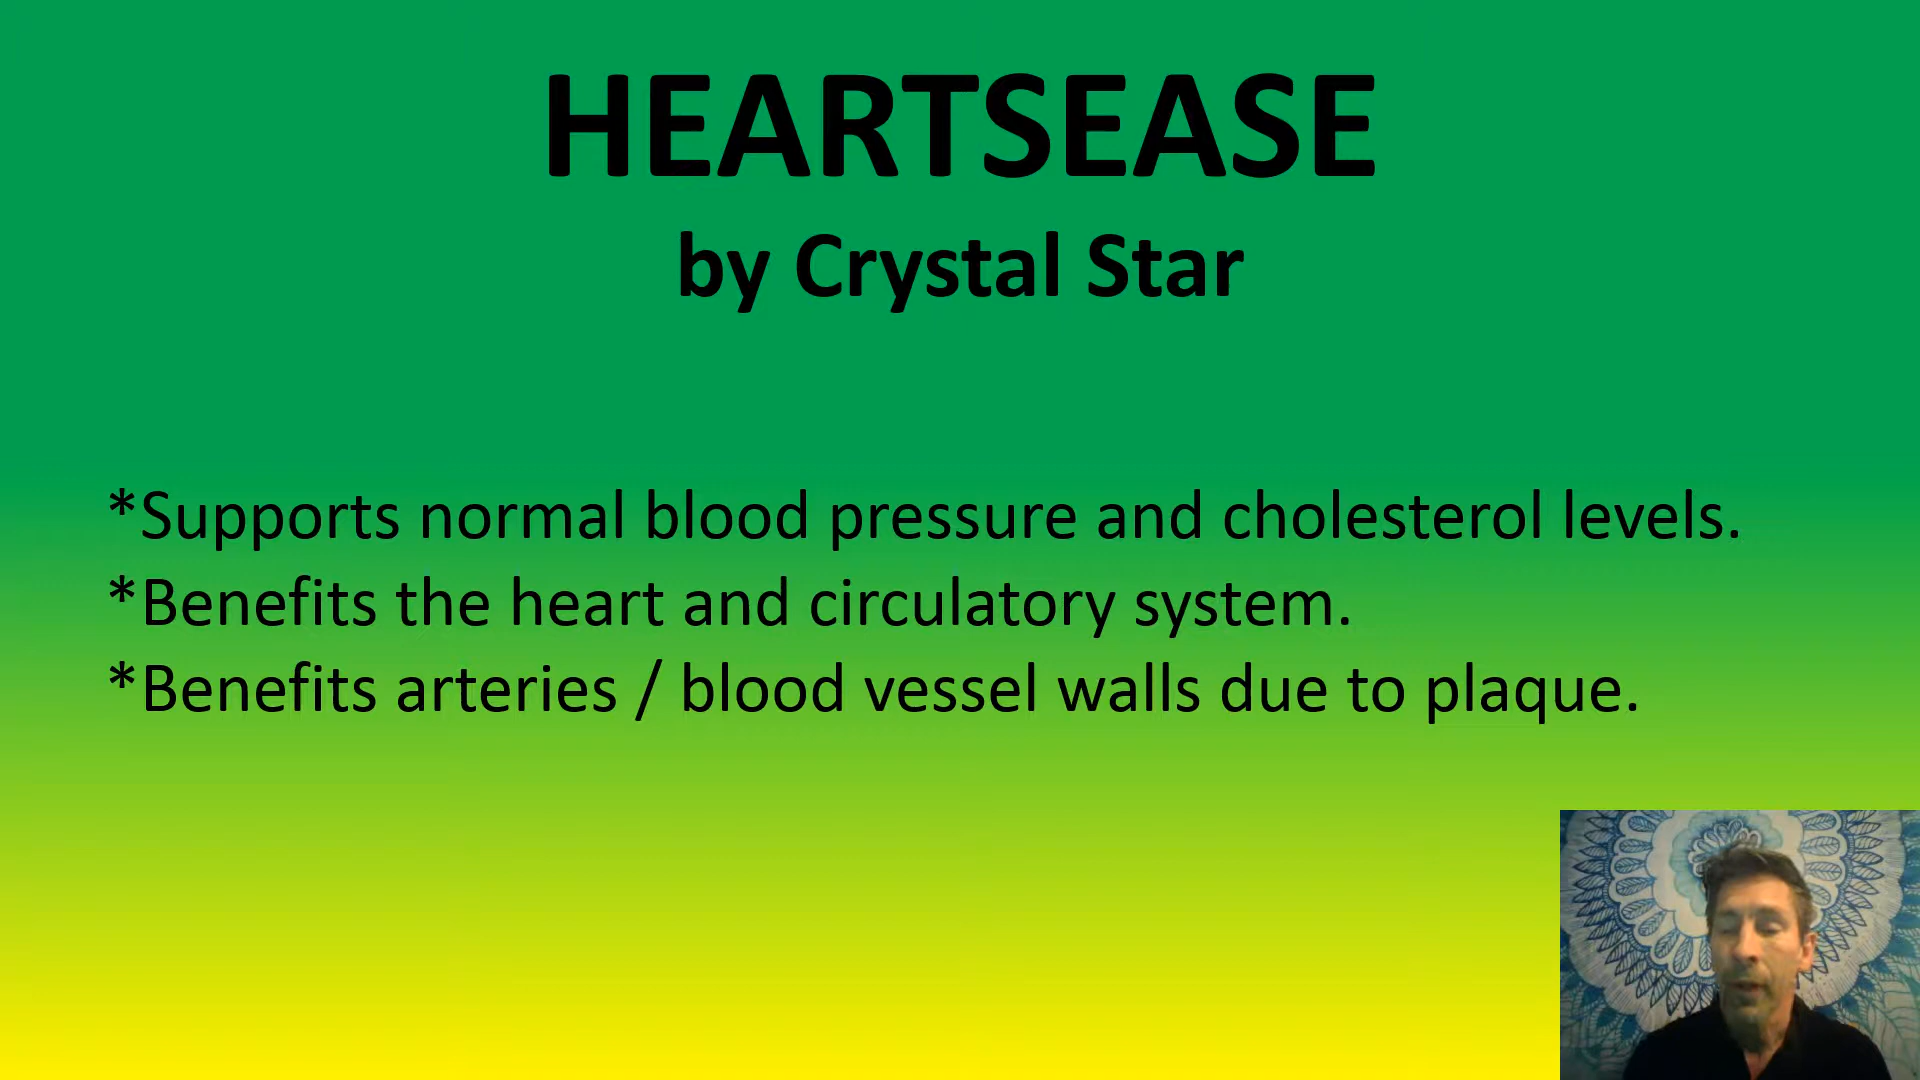 HEARTSEASE
by Crystal Star
*Supports normal blood pressure and cholesterol levels.
*Benefits the heart and circulatory system.
*Benefits arteries / blood vessel walls due to plaque.